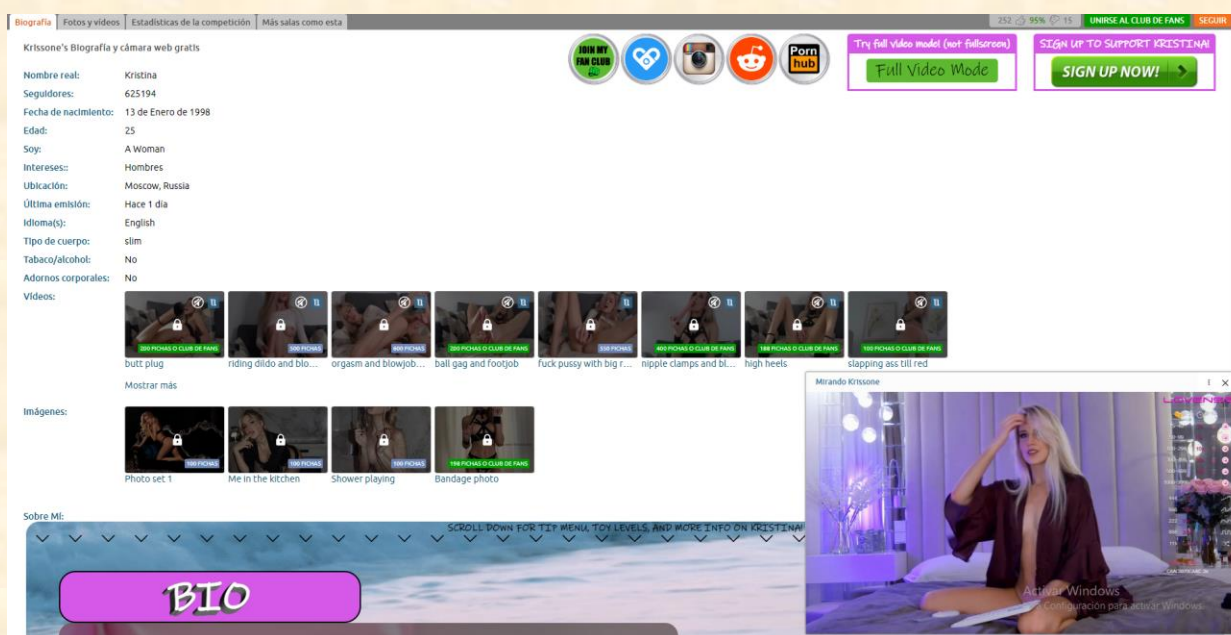 Biografía Fotos y vídeos Estadísticas de la competición Más salas como esta
252 95% 15 UNIRSE AL CLUB DE FANS SEGUIR
Krissone's Biografía y cámara web gratis
JOIN MY FAN CLUB
Porn hub
Try full video mode! (not fullscreen)
Full Video Mode
SIGN UP TO SUPPORT KRISTINA!
SIGN UP NOW!
Nombre real: Kristina
Seguidores: 625194
Fecha de nacimiento: 13 de Enero de 1998
Edad: 25
Soy: A Woman
Intereses:: Hombres
Ubicación: Moscow, Russia
Última emisión: Hace 1 día
Idioma(s): English
Tipo de cuerpo: slim
Tabaco/alcohol: No
Adornos corporales: No
Vídeos:
200 FICHAS O CLUB DE FANS 500 FICHAS 600 FICHAS 200 FICHAS O CLUB DE FANS 550 FICHAS 400 FICHAS O CLUB DE FANS 188 FICHAS O CLUB DE FANS 100 FICHAS O CLUB DE FANS
butt plug riding dildo and blo... orgasm and blowjob... ball gag and footjob fuck pussy with big r... nipple clamps and bl... high heels slapping ass till red
Mostrar más
Mirando Krissone
Imágenes:
100 FICHAS 100 FICHAS 100 FICHAS 190 FICHAS O CLUB DE FANS
Photo set 1 Me in the kitchen Shower playing Bandage photo
LOVENSE
Sobre Mí:
SCROLL DOWN FOR TIP MENU, TOY LEVELS, AND MORE INFO ON KRISTINA!
BIO
Activar Windows
Configuración para activar Windows.